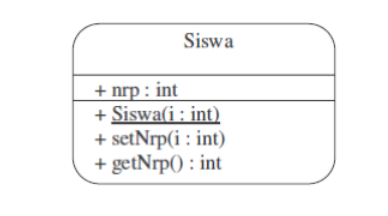 Siswa
+ nrp : int
+ Siswa(i : int)
+ setNrp(i : int)
+ getNrp() : int